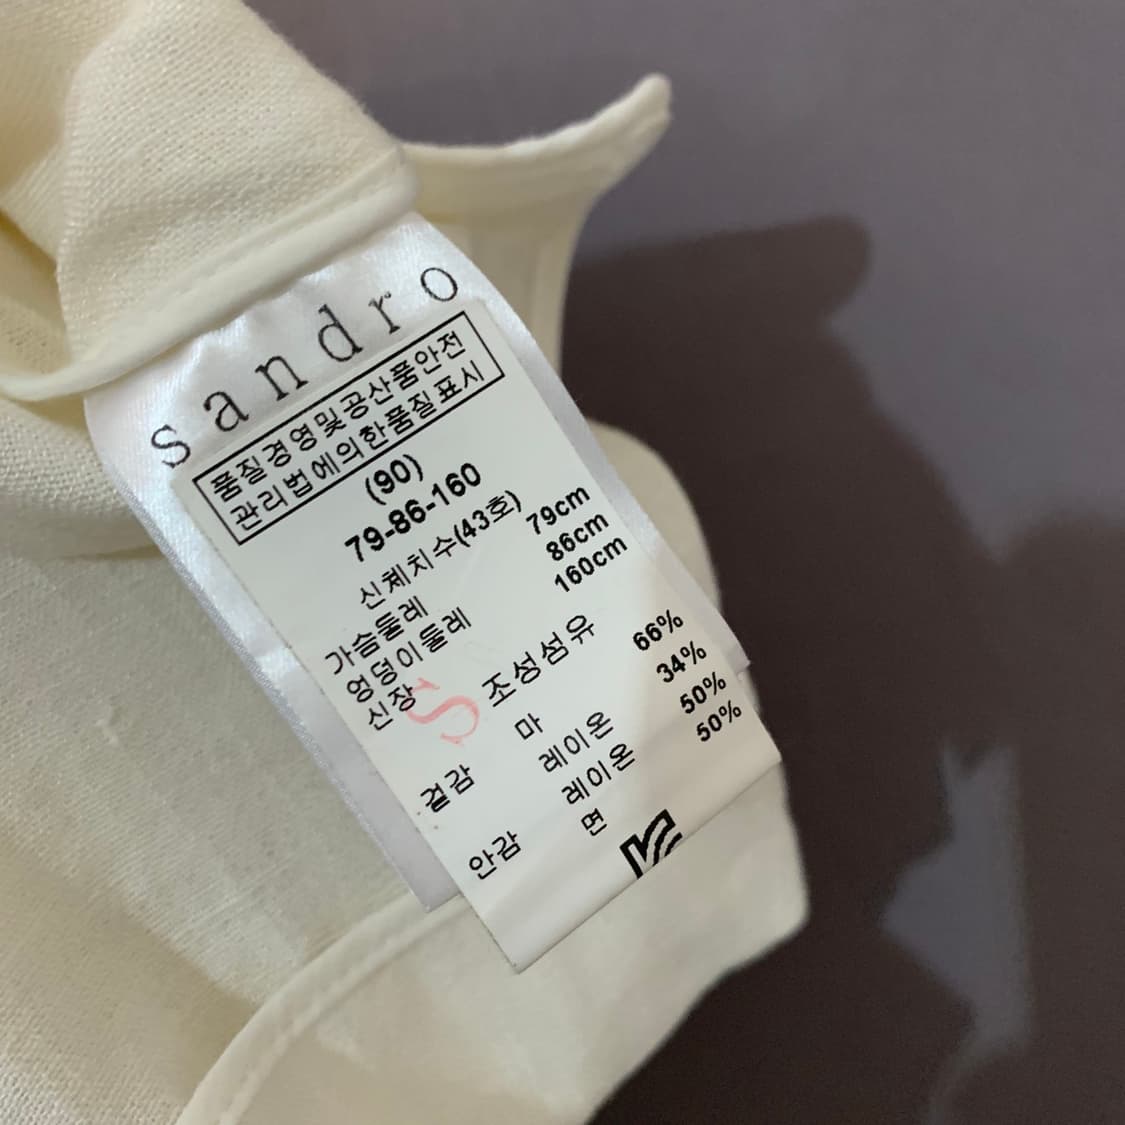 sandro
품질경영및공산품안전
관리법에의한품질표시
(90)
79-86-160
신체치수(43호)
가슴둘레 79cm
엉덩이둘레 86cm
신장 160cm
S
조성섬유
겉감 마 66%
레이온 34%
안감 레이온 50%
면 50%